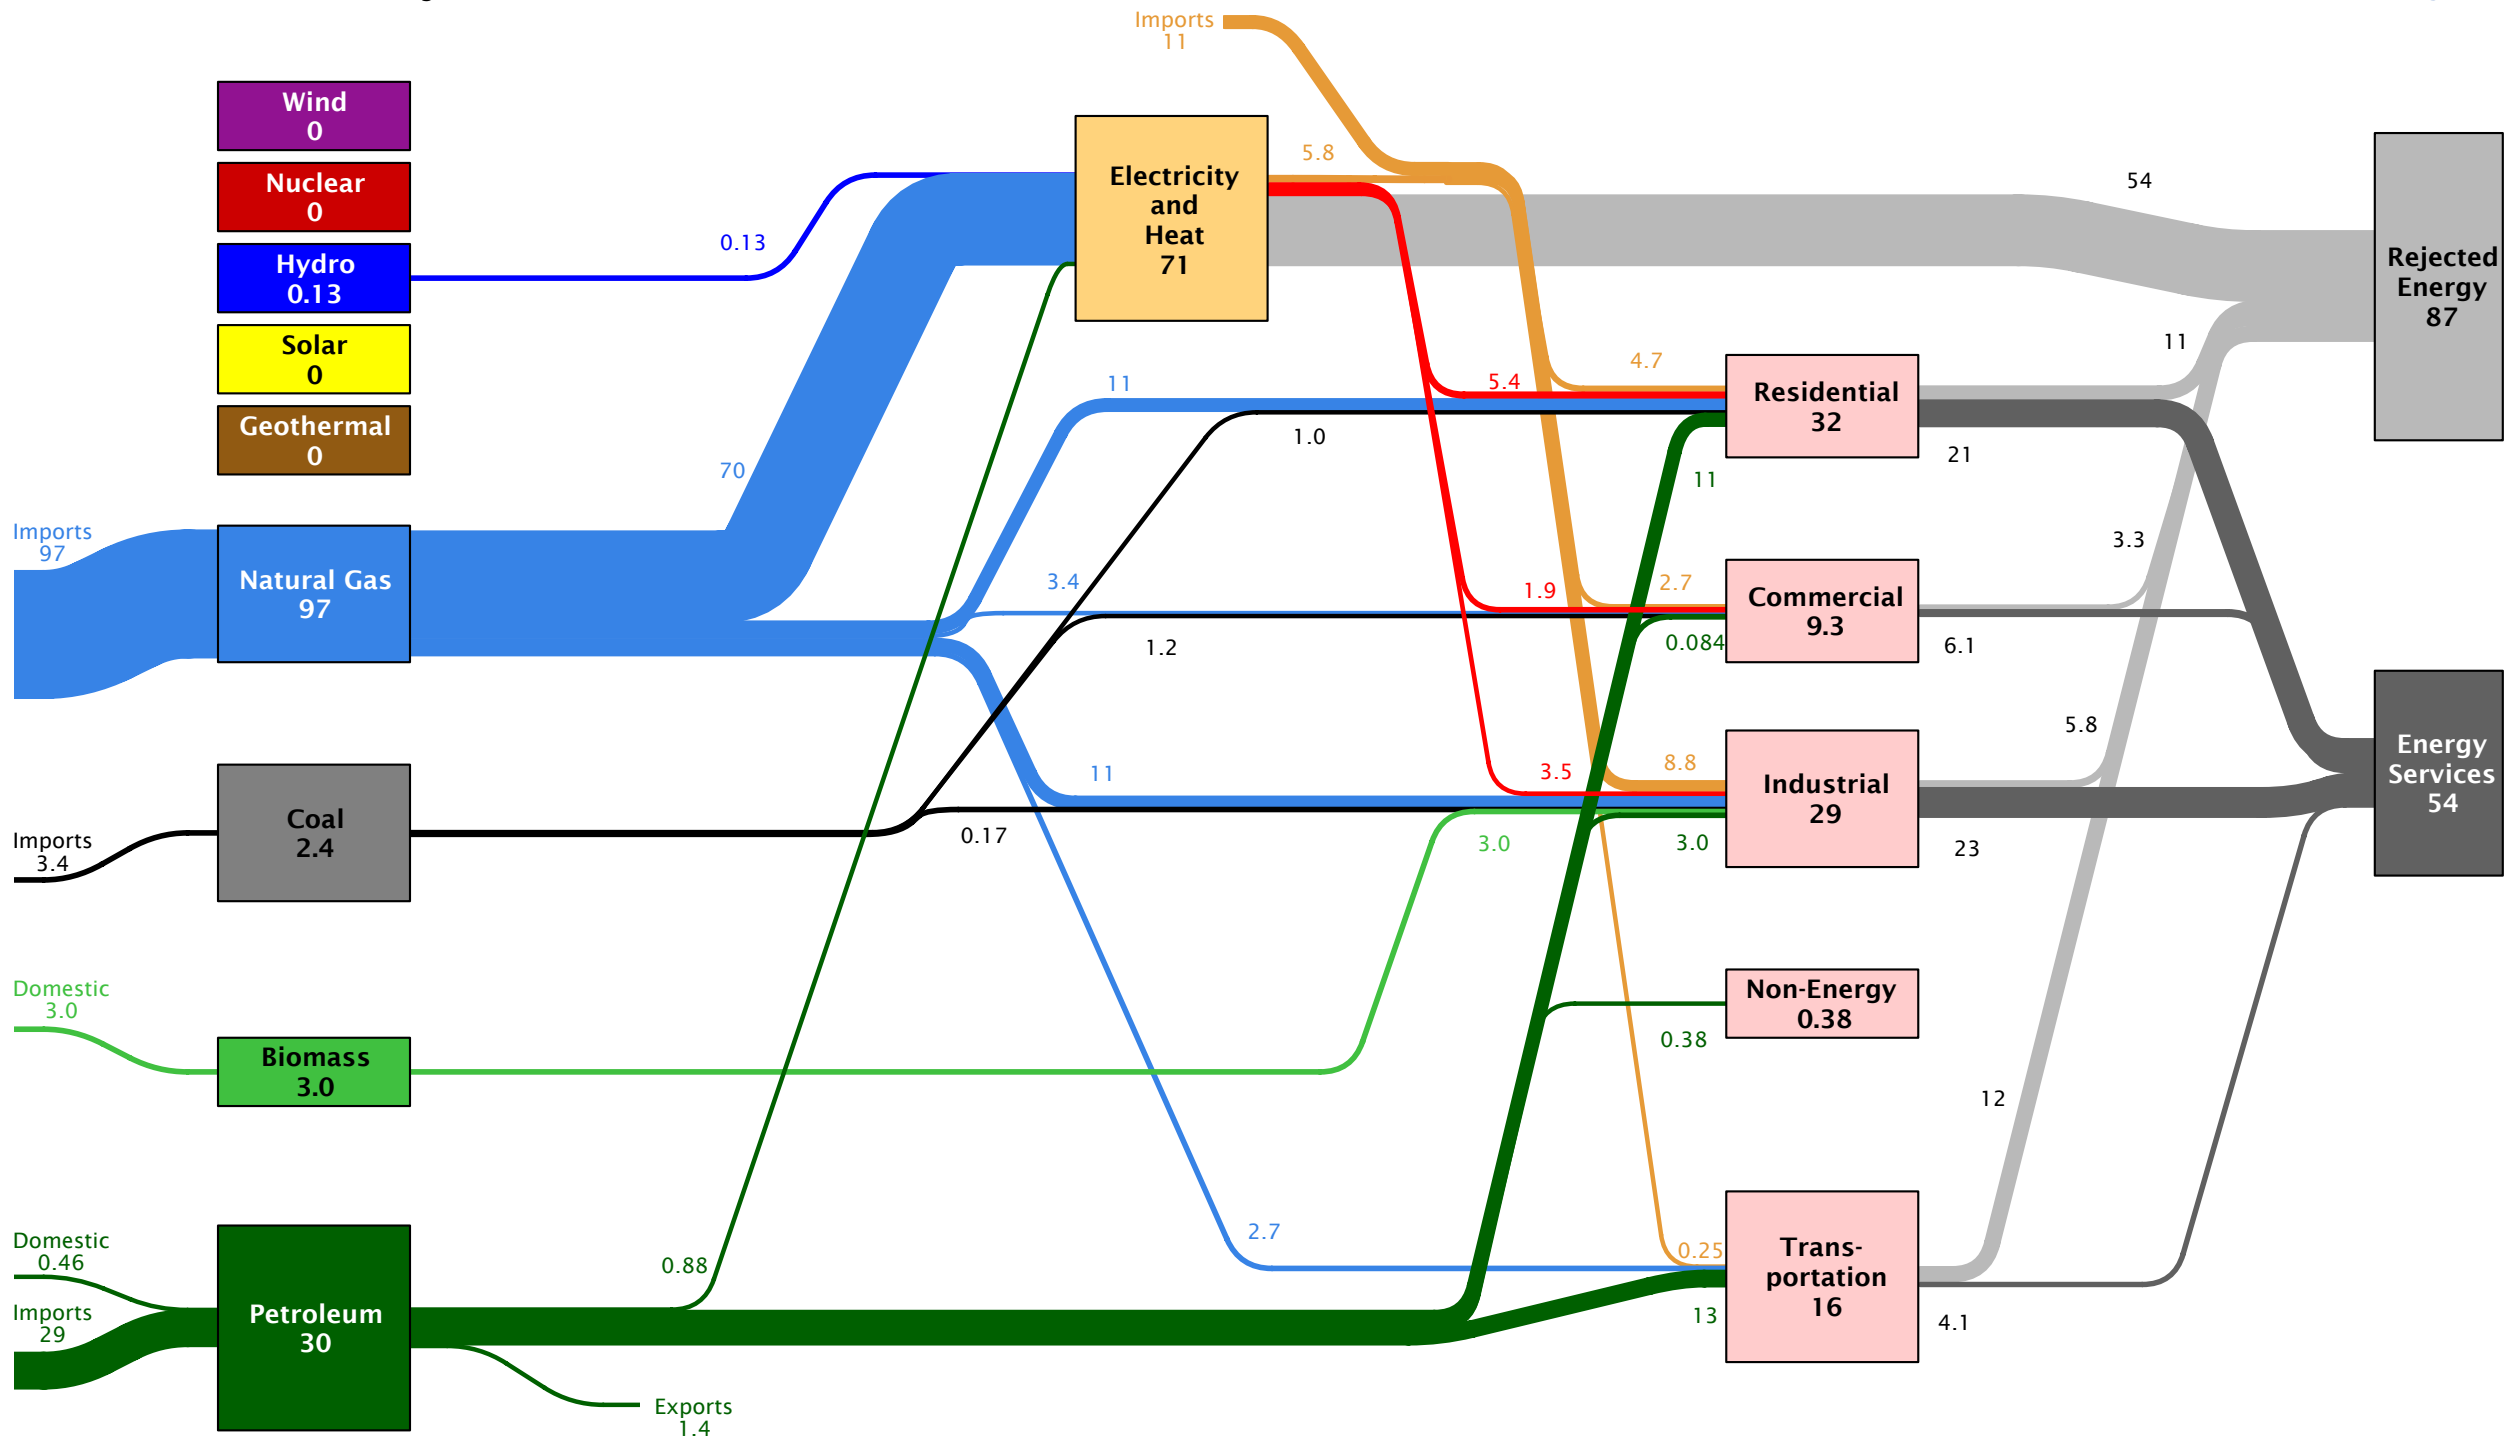 Imports
11
Wind
0
Nuclear
0
Hydro
0.13
Solar
0
Geothermal
0
Imports
97
Natural Gas
97
Imports
3.4
Coal
2.4
Domestic
3.0
Biomass
3.0
Domestic
0.46
Imports
29
Petroleum
30
Exports
1.4
0.13
70
0.88
Electricity
and
Heat
71
5.8
11
1.0
3.4
1.2
11
0.17
2.7
5.4
4.7
11
1.9
2.7
0.084
3.5
8.8
3.0
3.0
0.38
0.25
13
Residential
32
Commercial
9.3
Industrial
29
Non-Energy
0.38
Trans-
portation
16
54
11
21
3.3
6.1
5.8
23
12
4.1
Rejected
Energy
87
Energy
Services
54